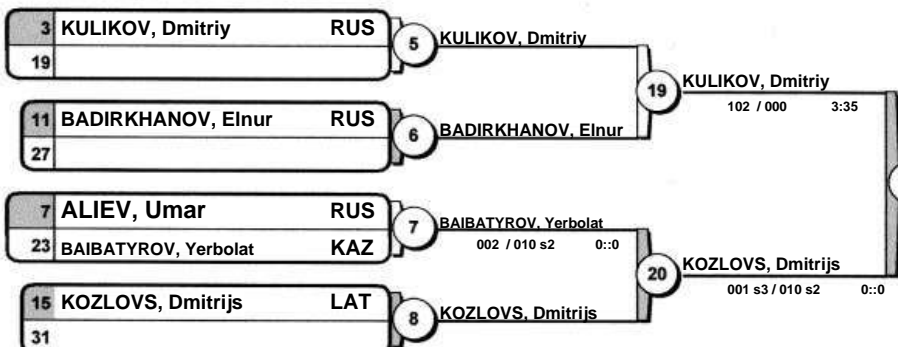 3 KULIKOV, Dmitriy RUS
19
5
KULIKOV, Dmitriy
11 BADIRKHANOV, Elnur RUS
27
6
BADIRKHANOV, Elnur
19
KULIKOV, Dmitriy
102 / 000 3:35
7 ALIEV, Umar RUS
23 BAIBATYROV, Yerbolat KAZ
7
BAIBATYROV, Yerbolat
002 / 010 s2 0::0
15 KOZLOVS, Dmitrijs LAT
31
8
KOZLOVS, Dmitrijs
20
KOZLOVS, Dmitrijs
001 s3 / 010 s2 0::0